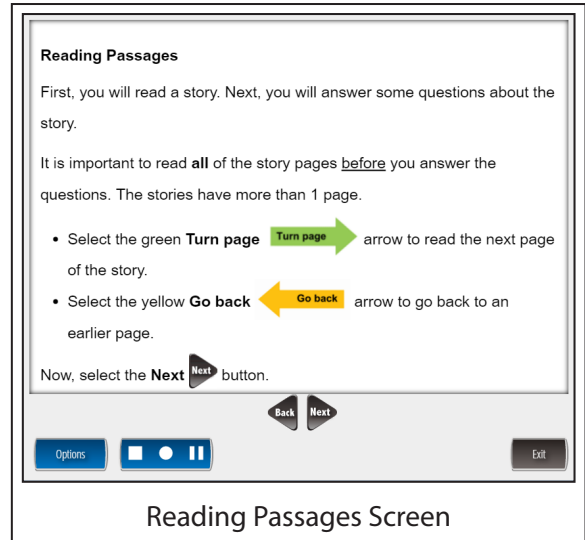 Reading Passages
First, you will read a story. Next, you will answer some questions about the
story.
It is important to read all of the story pages before you answer the
questions. The stories have more than 1 page.
• Select the green Turn page Turn page arrow to read the next page
of the story.
• Select the yellow Go back Go back arrow to go back to an
earlier page.
Now, select the Next Next button.
Back Next
Options Exit
Reading Passages Screen